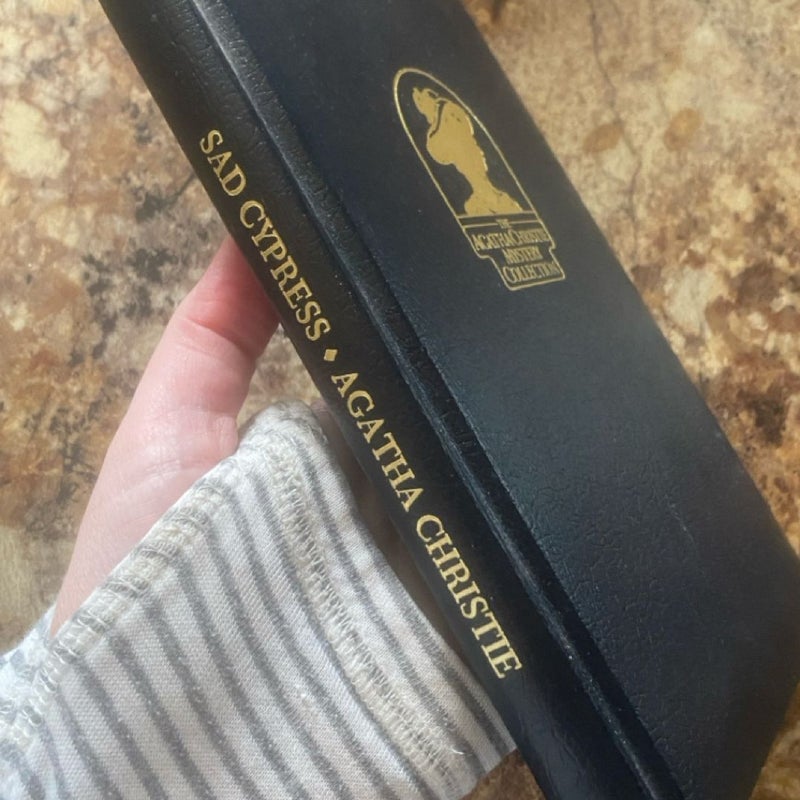 SAD CYPRESS ◆ AGATHA CHRISTIE
THE
AGATHA CHRISTIE
MYSTERY
COLLECTION